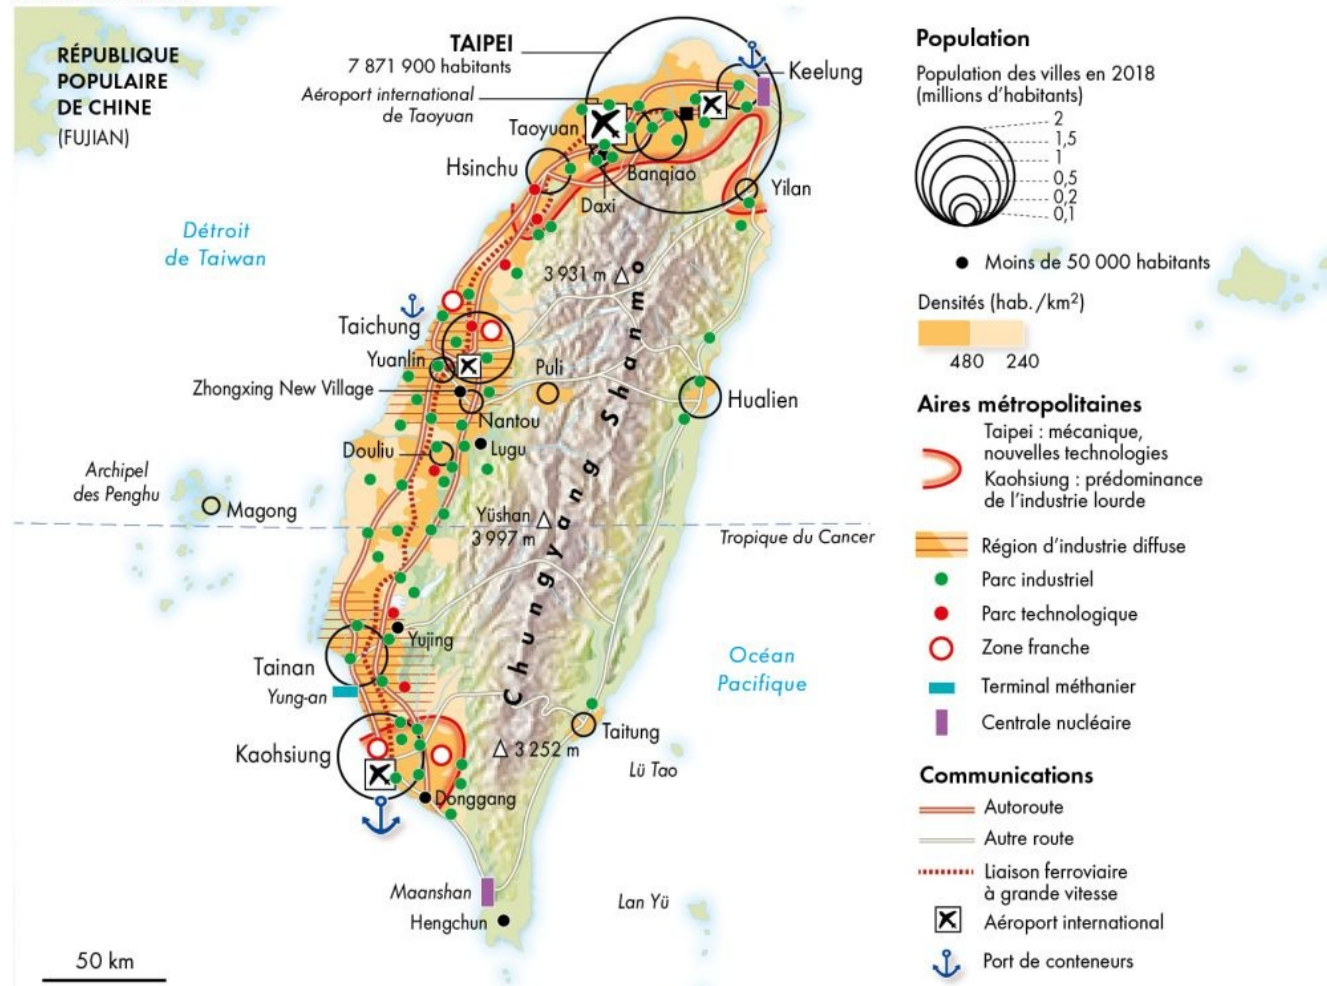 RÉPUBLIQUE
POPULAIRE
DE CHINE
(FUJIAN)
TAIPEI
7 871 900 habitants
Aéroport international
de Taoyuan
Keelung
Taoyuan
Hsinchu
Banqiao
Daxi
Yilan
Détroit
de Taiwan
3 931 m
Taichung
Yuanlin
Puli
Zhongxing New Village
Hualien
Nantou
Douliu
Lugu
Archipel
des Penghu
Magong
Yüshan
3 997 m
Tropique du Cancer
Chungyang Shanmo
Yujing
Tainan
Yung-an
Océan
Pacifique
Kaohsiung
Taitung
3 252 m
Lü Tao
Donggang
Maanshan
Lan Yü
Hengchun
50 km
Population
Population des villes en 2018
(millions d’habitants)
2
1,5
1
0,5
0,2
0,1
Moins de 50 000 habitants
Densités (hab./km²)
480 240
Aires métropolitaines
Taipei : mécanique,
nouvelles technologies
Kaohsiung : prédominance
de l’industrie lourde
Région d’industrie diffuse
Parc industriel
Parc technologique
Zone franche
Terminal méthanier
Centrale nucléaire
Communications
Autoroute
Autre route
Liaison ferroviaire
à grande vitesse
Aéroport international
Port de conteneurs